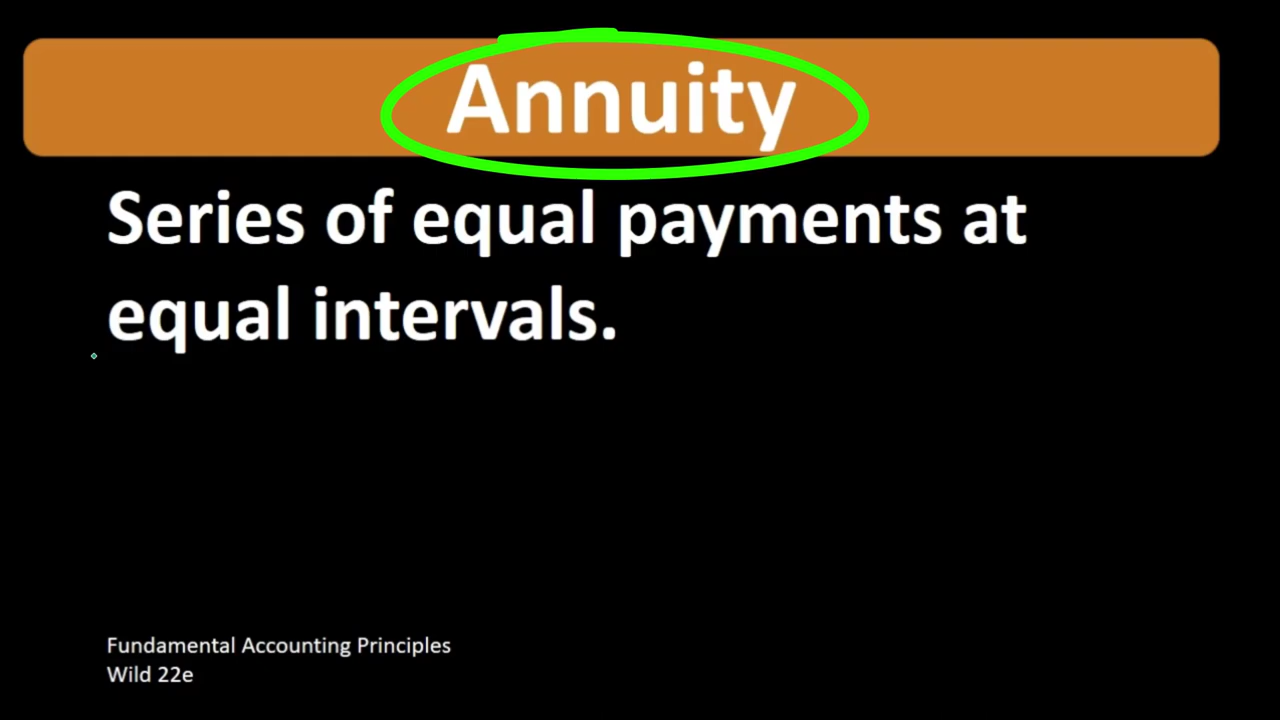 Annuity
Series of equal payments at
equal intervals.
Fundamental Accounting Principles
Wild 22e